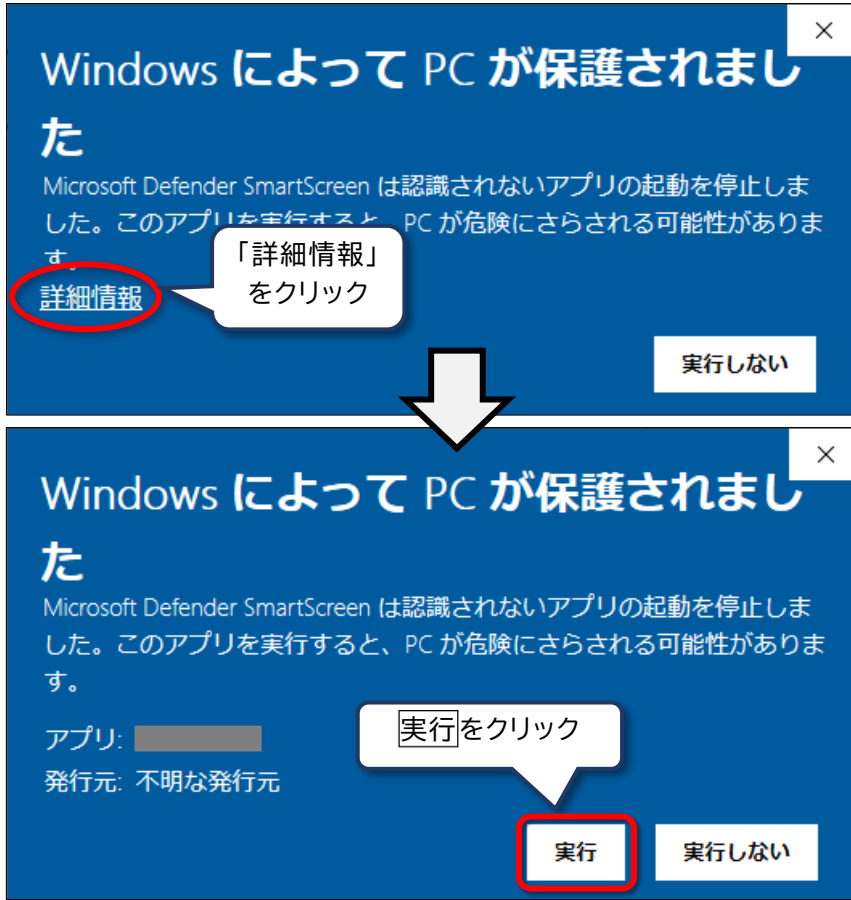 ×
Windows によって PC が保護されまし
た
Microsoft Defender SmartScreen は認識されないアプリの起動を停止しま
した。このアプリを実行すると、PC が危険にさらされる可能性がありま
す。
「詳細情報」
をクリック
詳細情報
実行しない
×
Windows によって PC が保護されまし
た
Microsoft Defender SmartScreen は認識されないアプリの起動を停止しま
した。このアプリを実行すると、PC が危険にさらされる可能性がありま
す。
実行をクリック
アプリ:
発行元: 不明な発行元
実行
実行しない